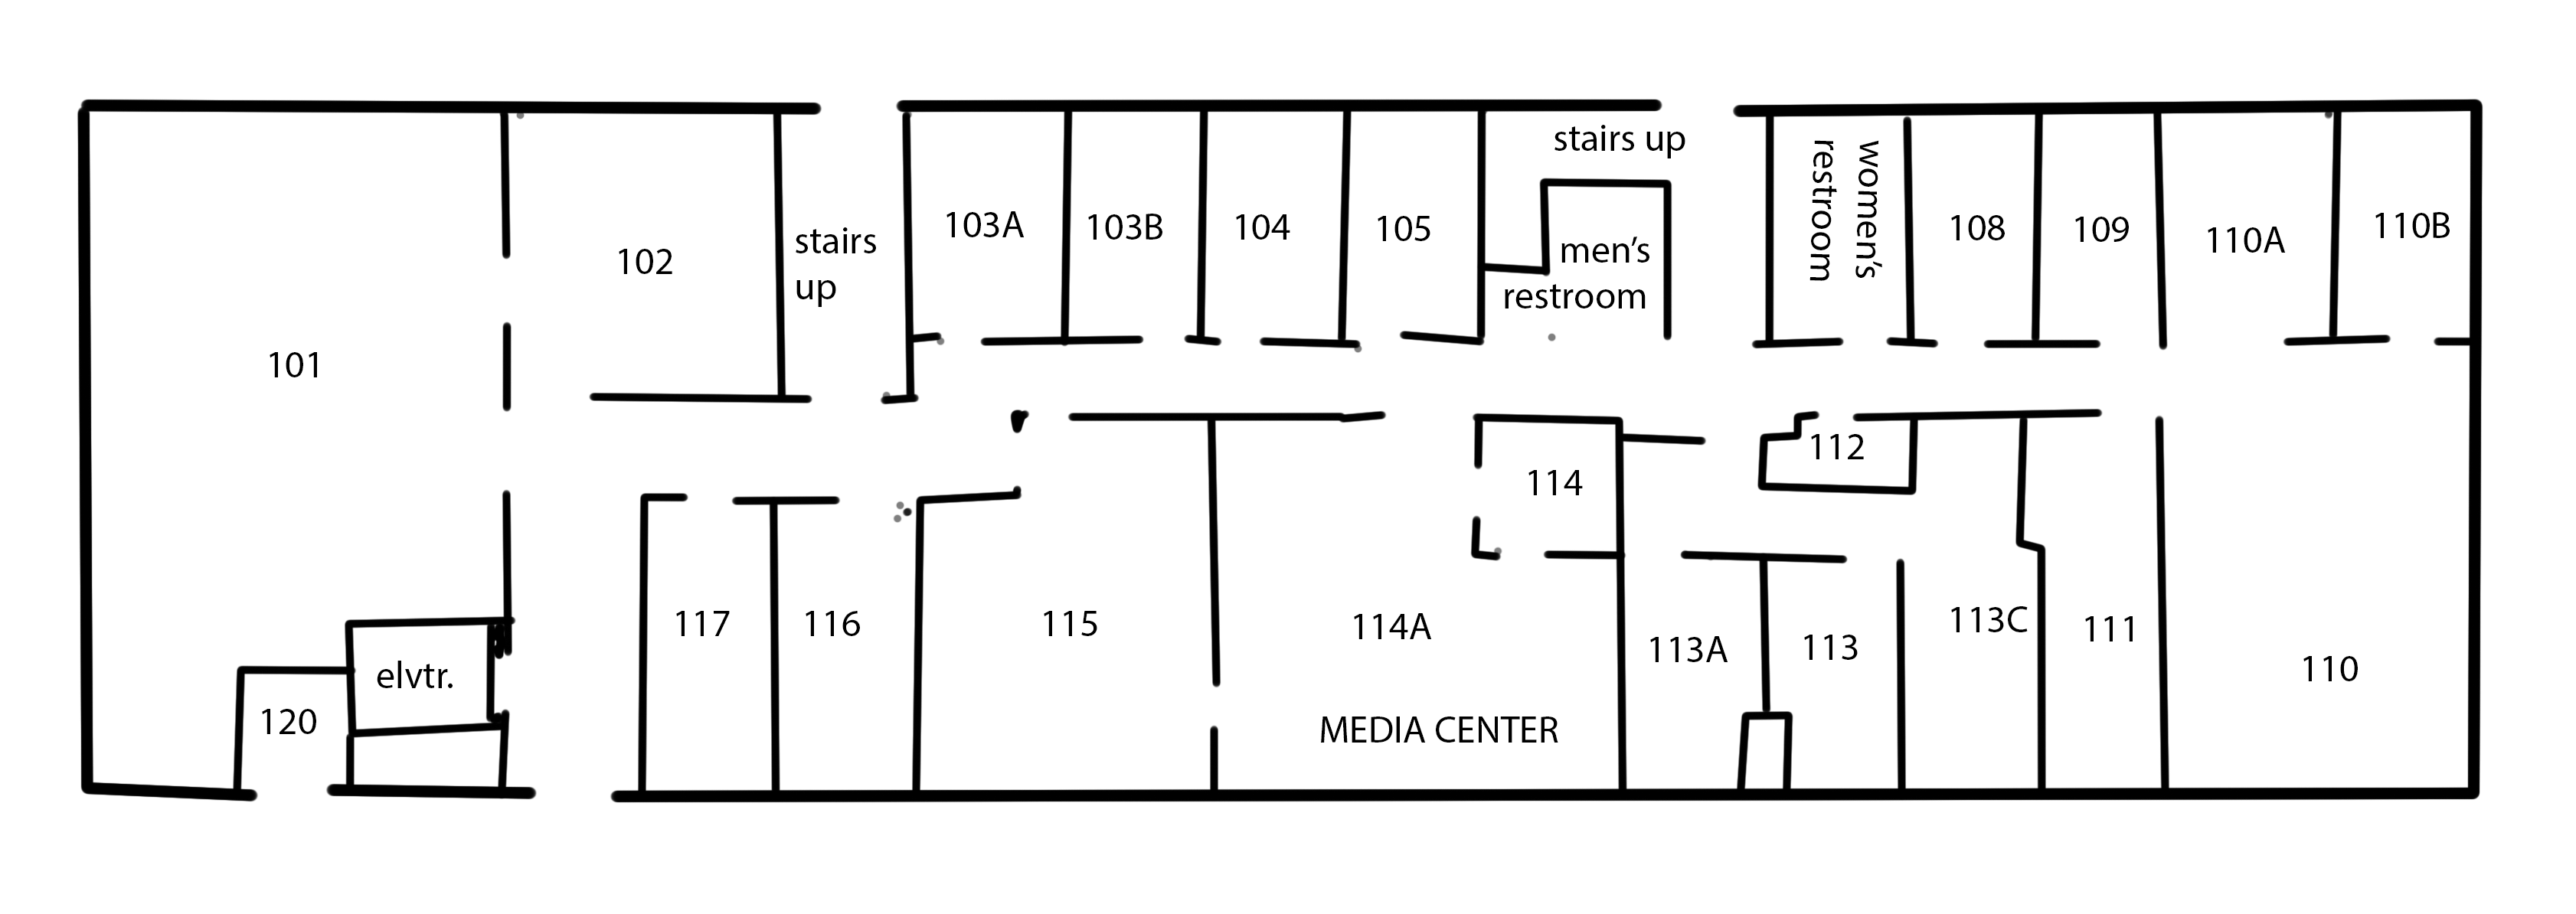 101
102
stairs
up
103A
103B
104
105
stairs up
men's
restroom
women's
restroom
108
109
110A
110B
112
114
117
116
115
114A
MEDIA CENTER
113A
113
113C
111
110
elvtr.
120